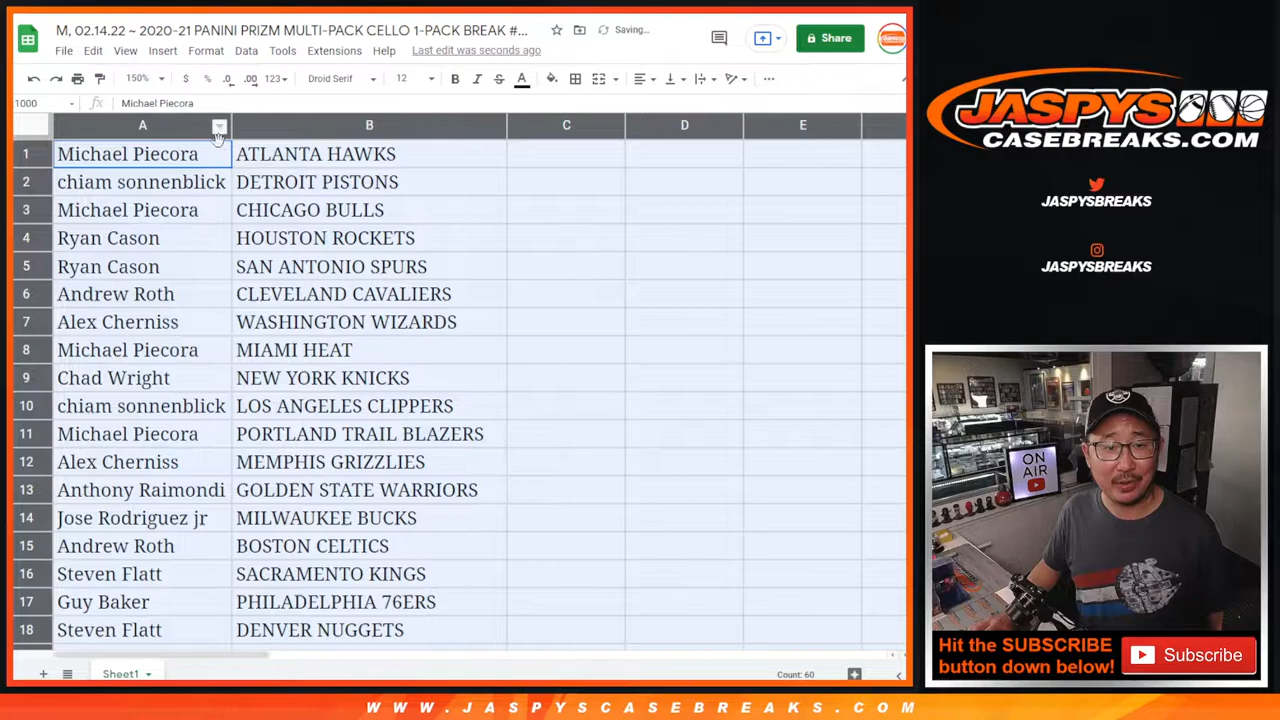 M, 02.14.22 ~ 2020-21 PANINI PRIZM MULTI-PACK CELLO 1-PACK BREAK #...
Saving...
Share
File Edit View Insert Format Data Tools Extensions Help Last edit was seconds ago
150% $ % .0 .00 123 Droid Serif 12 B I S A
1000 fx Michael Piecora
A B C D E
1 Michael Piecora ATLANTA HAWKS
2 chiam sonnenblick DETROIT PISTONS
3 Michael Piecora CHICAGO BULLS
4 Ryan Cason HOUSTON ROCKETS
5 Ryan Cason SAN ANTONIO SPURS
6 Andrew Roth CLEVELAND CAVALIERS
7 Alex Cherniss WASHINGTON WIZARDS
8 Michael Piecora MIAMI HEAT
9 Chad Wright NEW YORK KNICKS
10 chiam sonnenblick LOS ANGELES CLIPPERS
11 Michael Piecora PORTLAND TRAIL BLAZERS
12 Alex Cherniss MEMPHIS GRIZZLIES
13 Anthony Raimondi GOLDEN STATE WARRIORS
14 Jose Rodriguez jr MILWAUKEE BUCKS
15 Andrew Roth BOSTON CELTICS
16 Steven Flatt SACRAMENTO KINGS
17 Guy Baker PHILADELPHIA 76ERS
18 Steven Flatt DENVER NUGGETS
Sheet1
Count: 60
JASPYS
CASEBREAKS.COM
JASPYSBREAKS
JASPYSBREAKS
ON
AIR
Hit the SUBSCRIBE
button down below!
Subscribe
WWW.JASPYSCASEBREAKS.COM